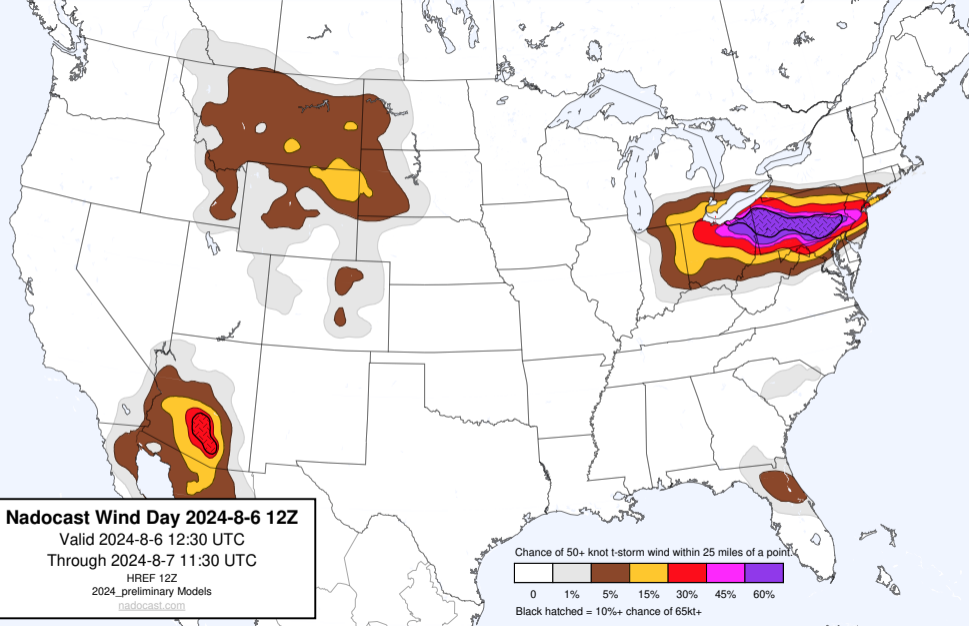 Nadocast Wind Day 2024-8-6 12Z
Valid 2024-8-6 12:30 UTC
Through 2024-8-7 11:30 UTC
HREF 12Z
2024_preliminary Models
nadocast.com
Chance of 50+ knot t-storm wind within 25 miles of a point.
0 1% 5% 15% 30% 45% 60%
Black hatched = 10%+ chance of 65kt+